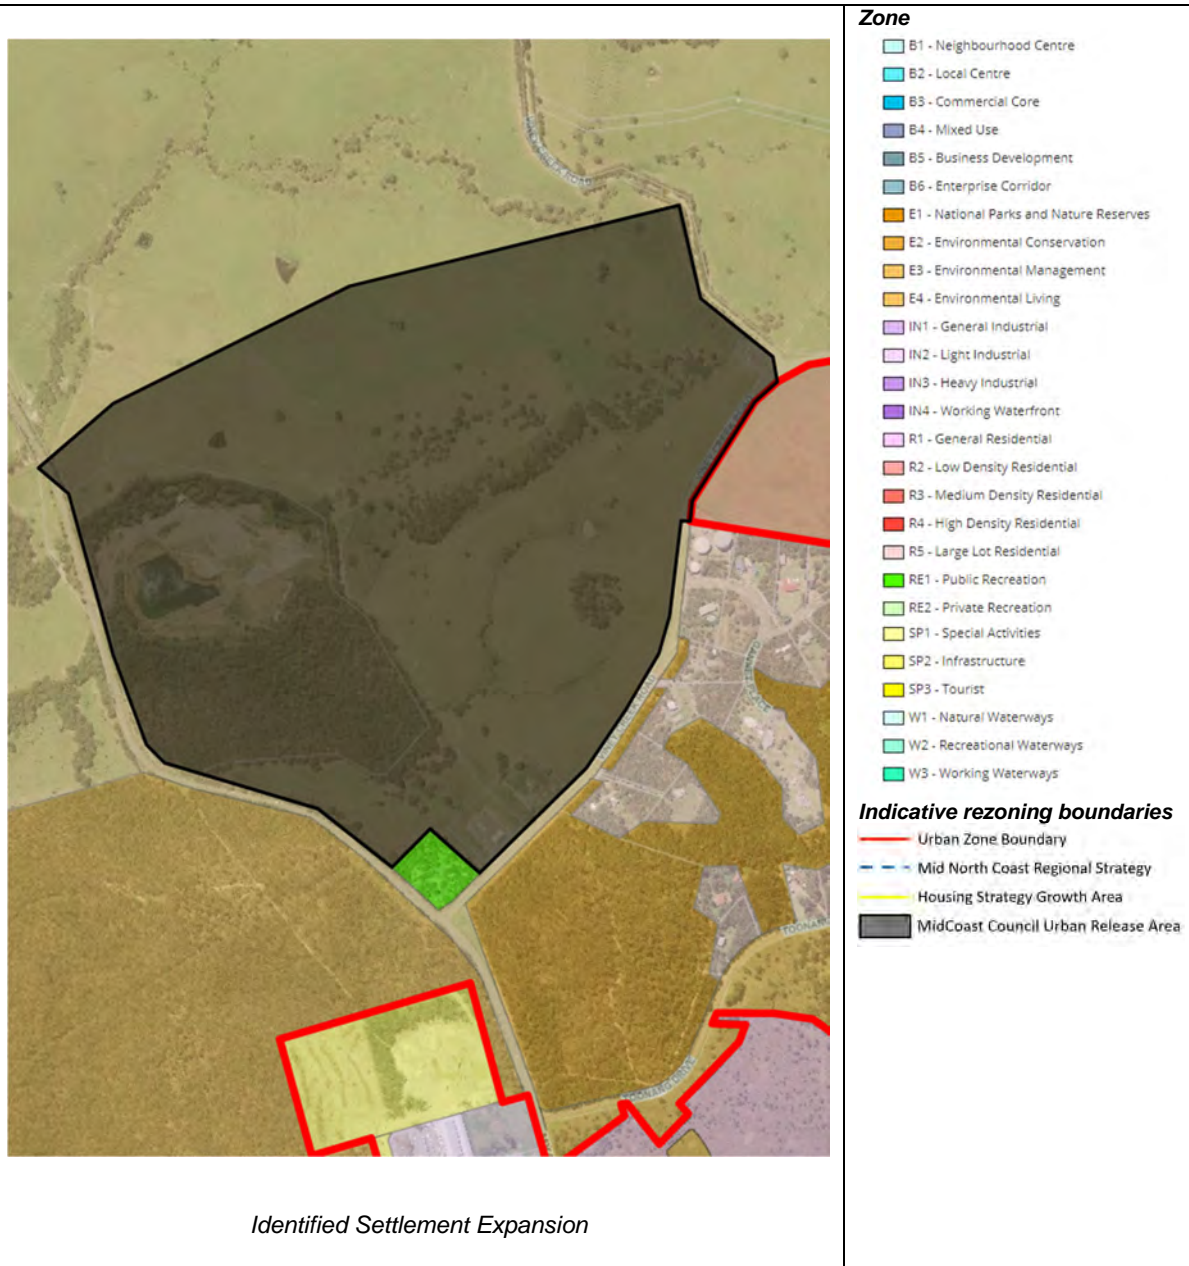 Zone
B1 - Neighbourhood Centre
B2 - Local Centre
B3 - Commercial Core
B4 - Mixed Use
B5 - Business Development
B6 - Enterprise Corridor
E1 - National Parks and Nature Reserves
E2 - Environmental Conservation
E3 - Environmental Management
E4 - Environmental Living
IN1 - General Industrial
IN2 - Light Industrial
IN3 - Heavy Industrial
IN4 - Working Waterfront
R1 - General Residential
R2 - Low Density Residential
R3 - Medium Density Residential
R4 - High Density Residential
R5 - Large Lot Residential
RE1 - Public Recreation
RE2 - Private Recreation
SP1 - Special Activities
SP2 - Infrastructure
SP3 - Tourist
W1 - Natural Waterways
W2 - Recreational Waterways
W3 - Working Waterways
Indicative rezoning boundaries
Urban Zone Boundary
Mid North Coast Regional Strategy
Housing Strategy Growth Area
MidCoast Council Urban Release Area
TOONANG DRIVE
Identified Settlement Expansion